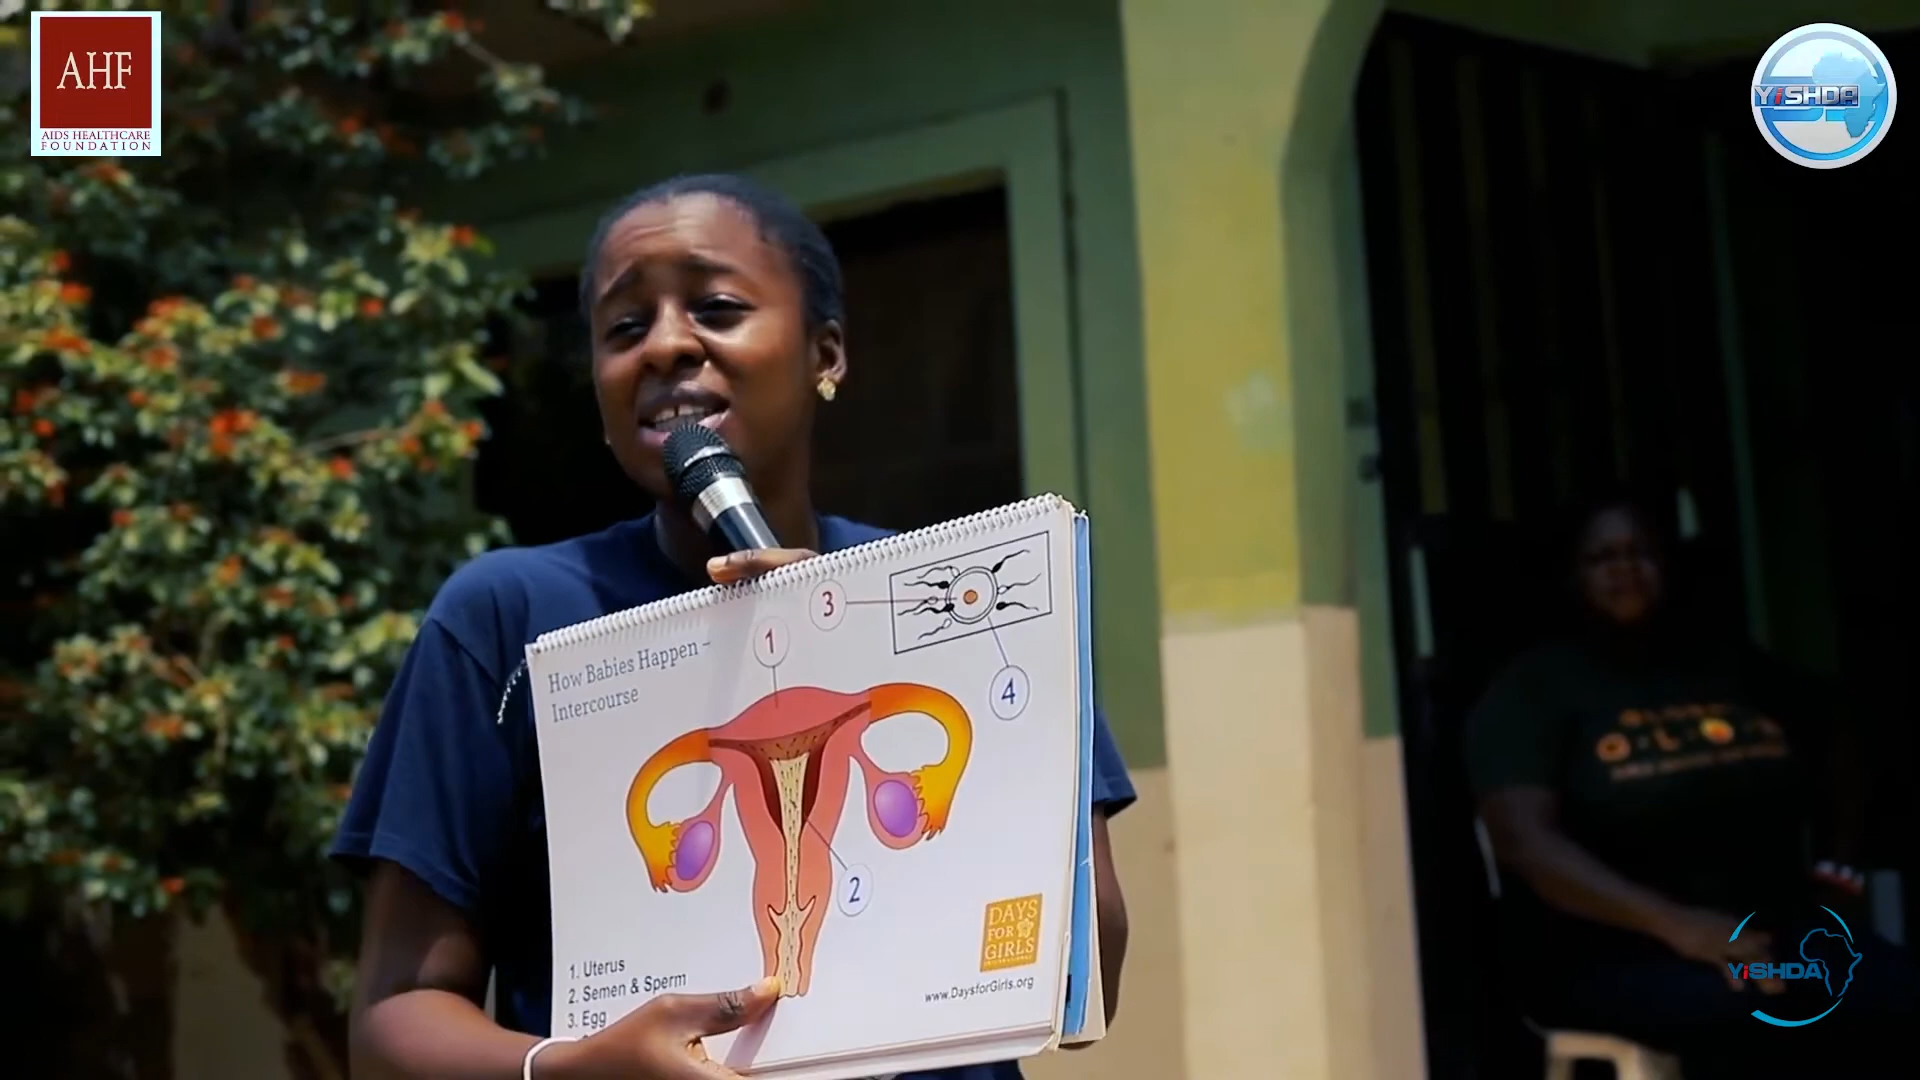 AHF
AIDS HEALTHCARE
FOUNDATION
YiSHDA
How Babies Happen –
Intercourse
1
3
4
2
1. Uterus
2. Semen & Sperm
3. Egg
DAYS
FOR
GIRLS
INTERNATIONAL
www.DaysforGirls.org
YiSHDA